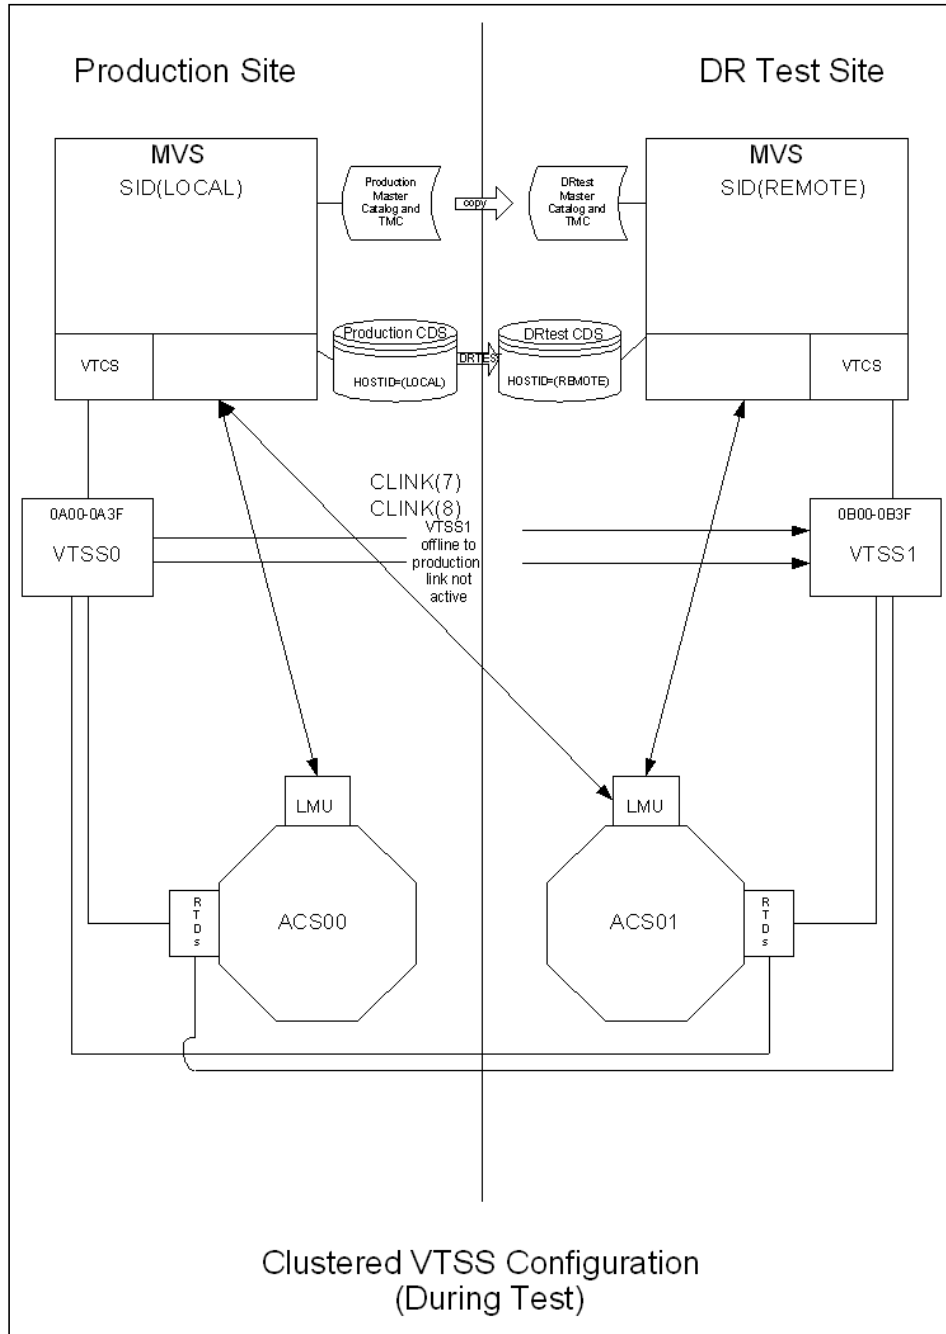 Production Site
DR Test Site
MVS
SID(LOCAL)
Production
Master
Catalog and
TMC
copy
DRtest
Master
Catalog and
TMC
MVS
SID(REMOTE)
Production CDS
HOSTID=(LOCAL)
DRTEST
DRtest CDS
HOSTID=(REMOTE)
VTCS
VTCS
CLINK(7)
CLINK(8)
VTSS1
offline to
production
link not
active
0A00-0A3F
VTSS0
0B00-0B3F
VTSS1
LMU
LMU
RTDs
ACS00
ACS01
RTDs
Clustered VTSS Configuration
(During Test)